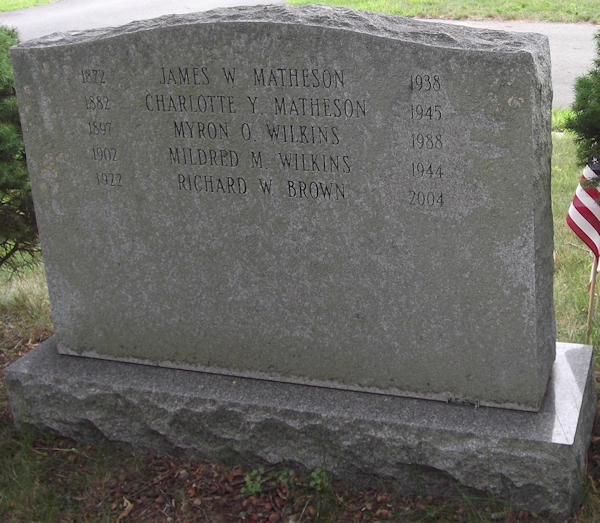 1872 JAMES W MATHESON 1938
1882 CHARLOTTE Y. MATHESON 1945
1897 MYRON O. WILKINS 1988
1902 MILDRED M. WILKINS 1944
1922 RICHARD W BROWN 2004